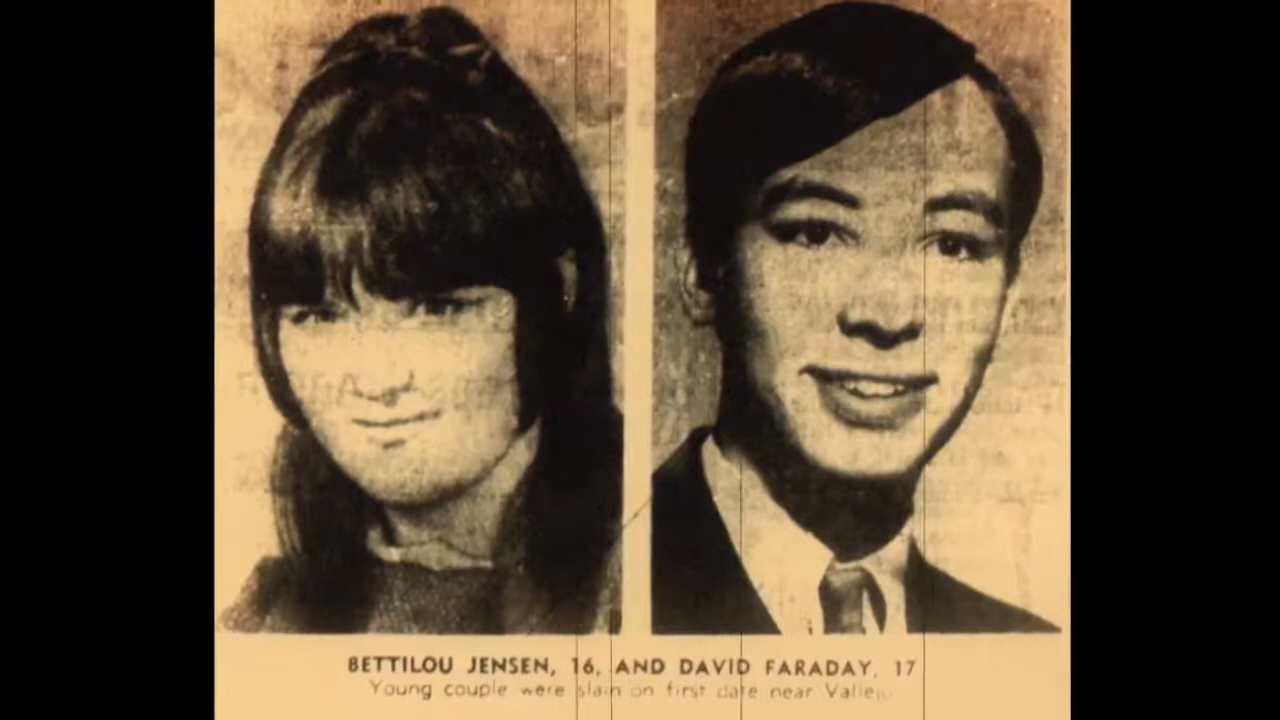 BETTILOU JENSEN, 16, AND DAVID FARADAY, 17
Young couple were slain on first date near Vallejo